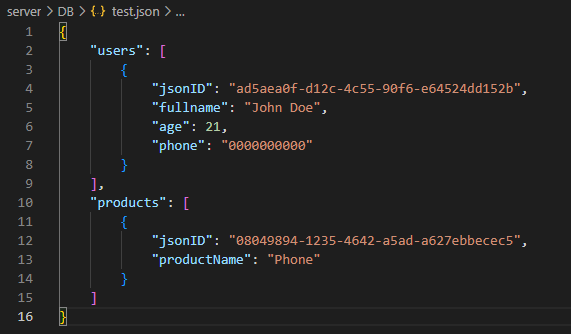 server > DB > {..} test.json > ...
1 {
2 "users": [
3 {
4 "jsonID": "ad5aea0f-d12c-4c55-90f6-e64524dd152b",
5 "fullname": "John Doe",
6 "age": 21,
7 "phone": "0000000000"
8 }
9 ],
10 "products": [
11 {
12 "jsonID": "08049894-1235-4642-a5ad-a627ebbecec5",
13 "productName": "Phone"
14 }
15 ]
16 }